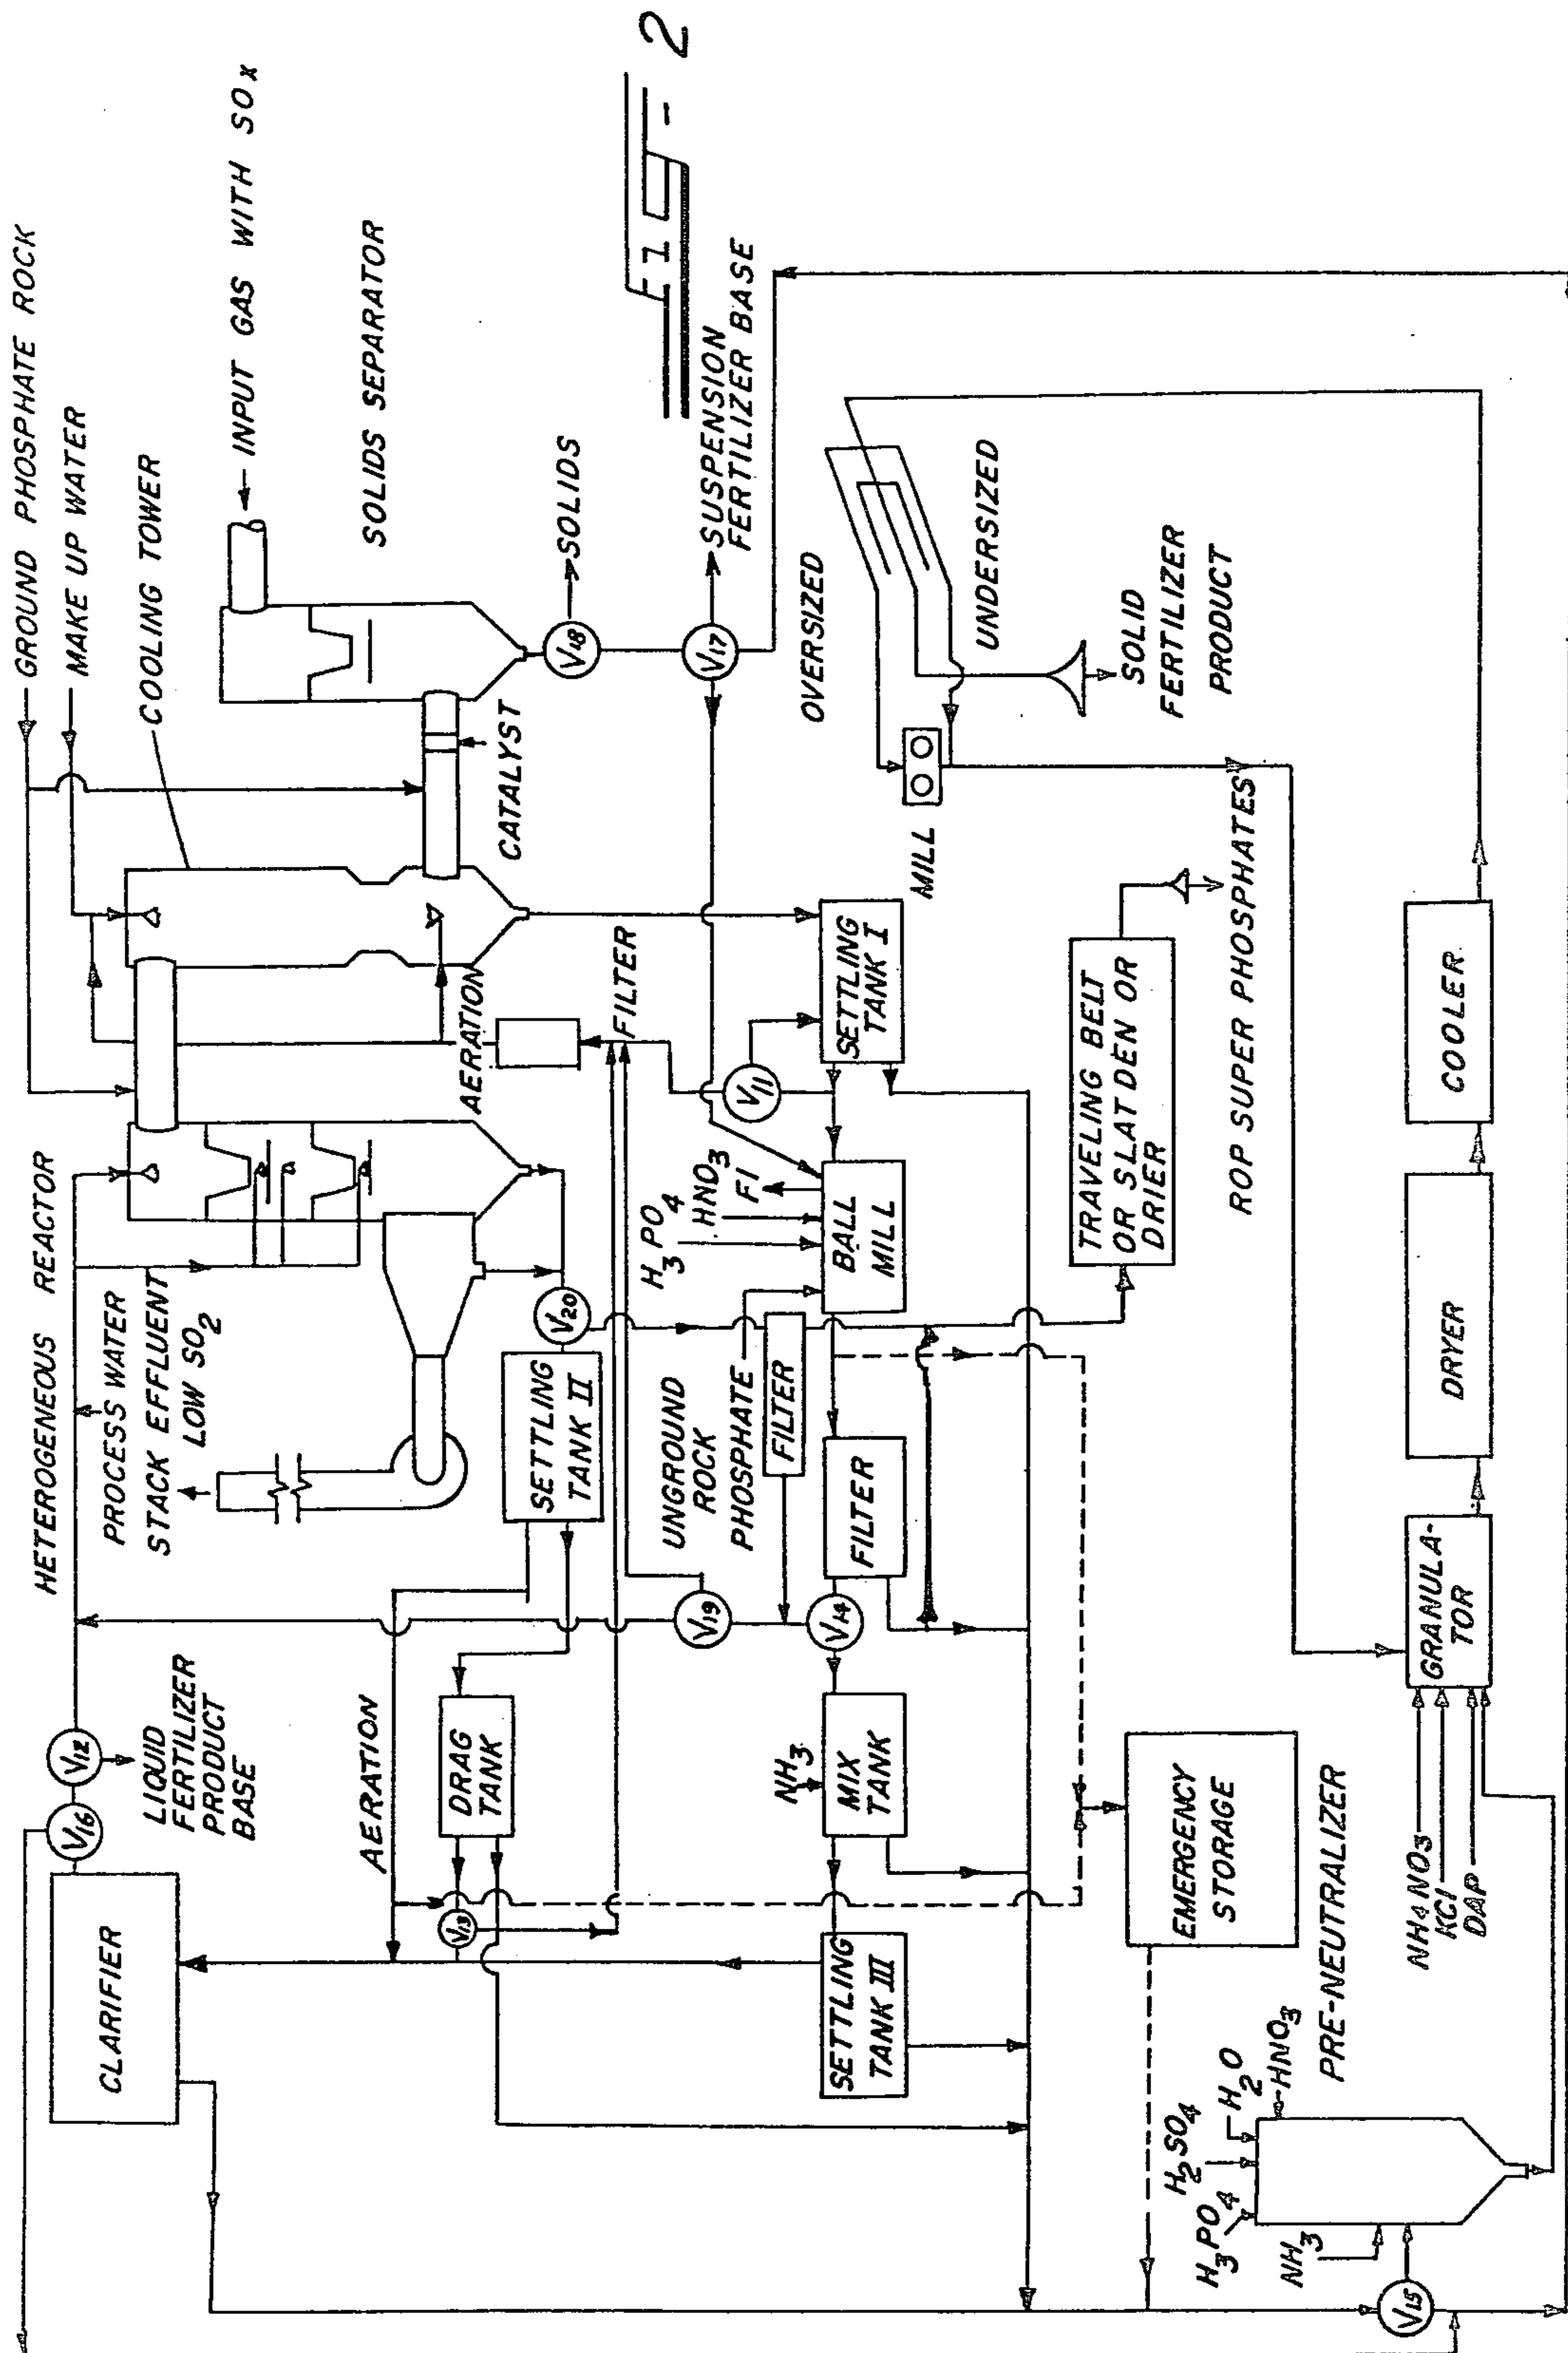 GROUND PHOSPHATE ROCK
MAKE UP WATER
COOLING TOWER
INPUT GAS WITH SOx
SOLIDS SEPARATOR
Fig-2
HETEROGENEOUS REACTOR
PROCESS WATER
STACK EFFLUENT
LOW SO2
CATALYST
V18
SOLIDS
V17
SUSPENSION
FERTILIZER BASE
AERATION
FILTER
V16
V12
LIQUID
FERTILIZER
PRODUCT
BASE
CLARIFIER
AERATION
V20
SETTLING
TANK II
DRAG
TANK
V13
V19
UNGROUND
ROCK
PHOSPHATE
H3PO4
HNO3
Fl
V11
SETTLING
TANK I
BALL
MILL
FILTER
FILTER
V14
NH3
MIX
TANK
SETTLING
TANK III
OVERSIZED
MILL
UNDERSIZED
SOLID
FERTILIZER
PRODUCT
TRAVELING BELT
OR SLAT DEN OR
DRIER
ROP SUPER PHOSPHATES
EMERGENCY
STORAGE
PRE-NEUTRALIZER
H3PO4
H2SO4
H2O
HNO3
NH3
V15
NH4NO3
KCl
DAP
GRANULA-
TOR
DRYER
COOLER